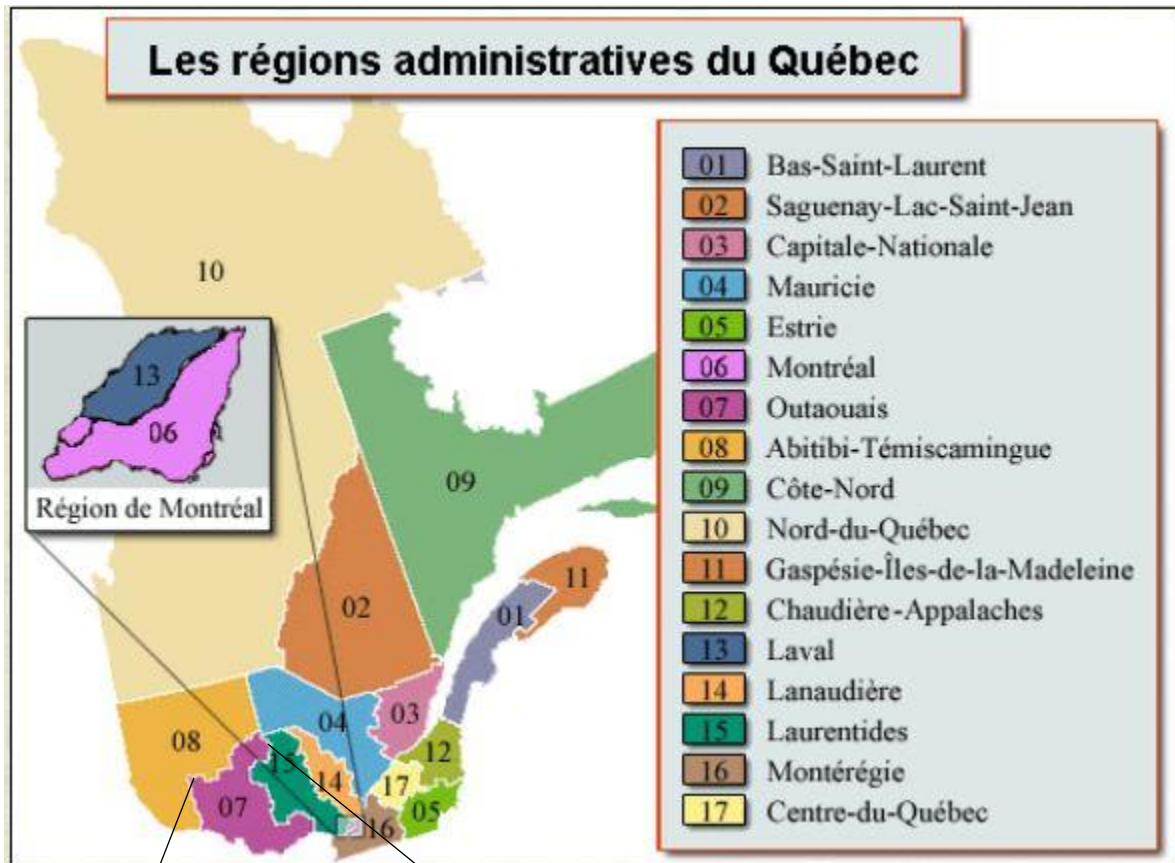 Les régions administratives du Québec
01 Bas-Saint-Laurent
02 Saguenay-Lac-Saint-Jean
03 Capitale-Nationale
04 Mauricie
05 Estrie
06 Montréal
07 Outaouais
08 Abitibi-Témiscamingue
09 Côte-Nord
10 Nord-du-Québec
11 Gaspésie-Îles-de-la-Madeleine
12 Chaudière-Appalaches
13 Laval
14 Lanaudière
15 Laurentides
16 Montérégie
17 Centre-du-Québec
10
13
06
Région de Montréal
09
02
11
01
04
03
08
12
15
14
17
07
05
16